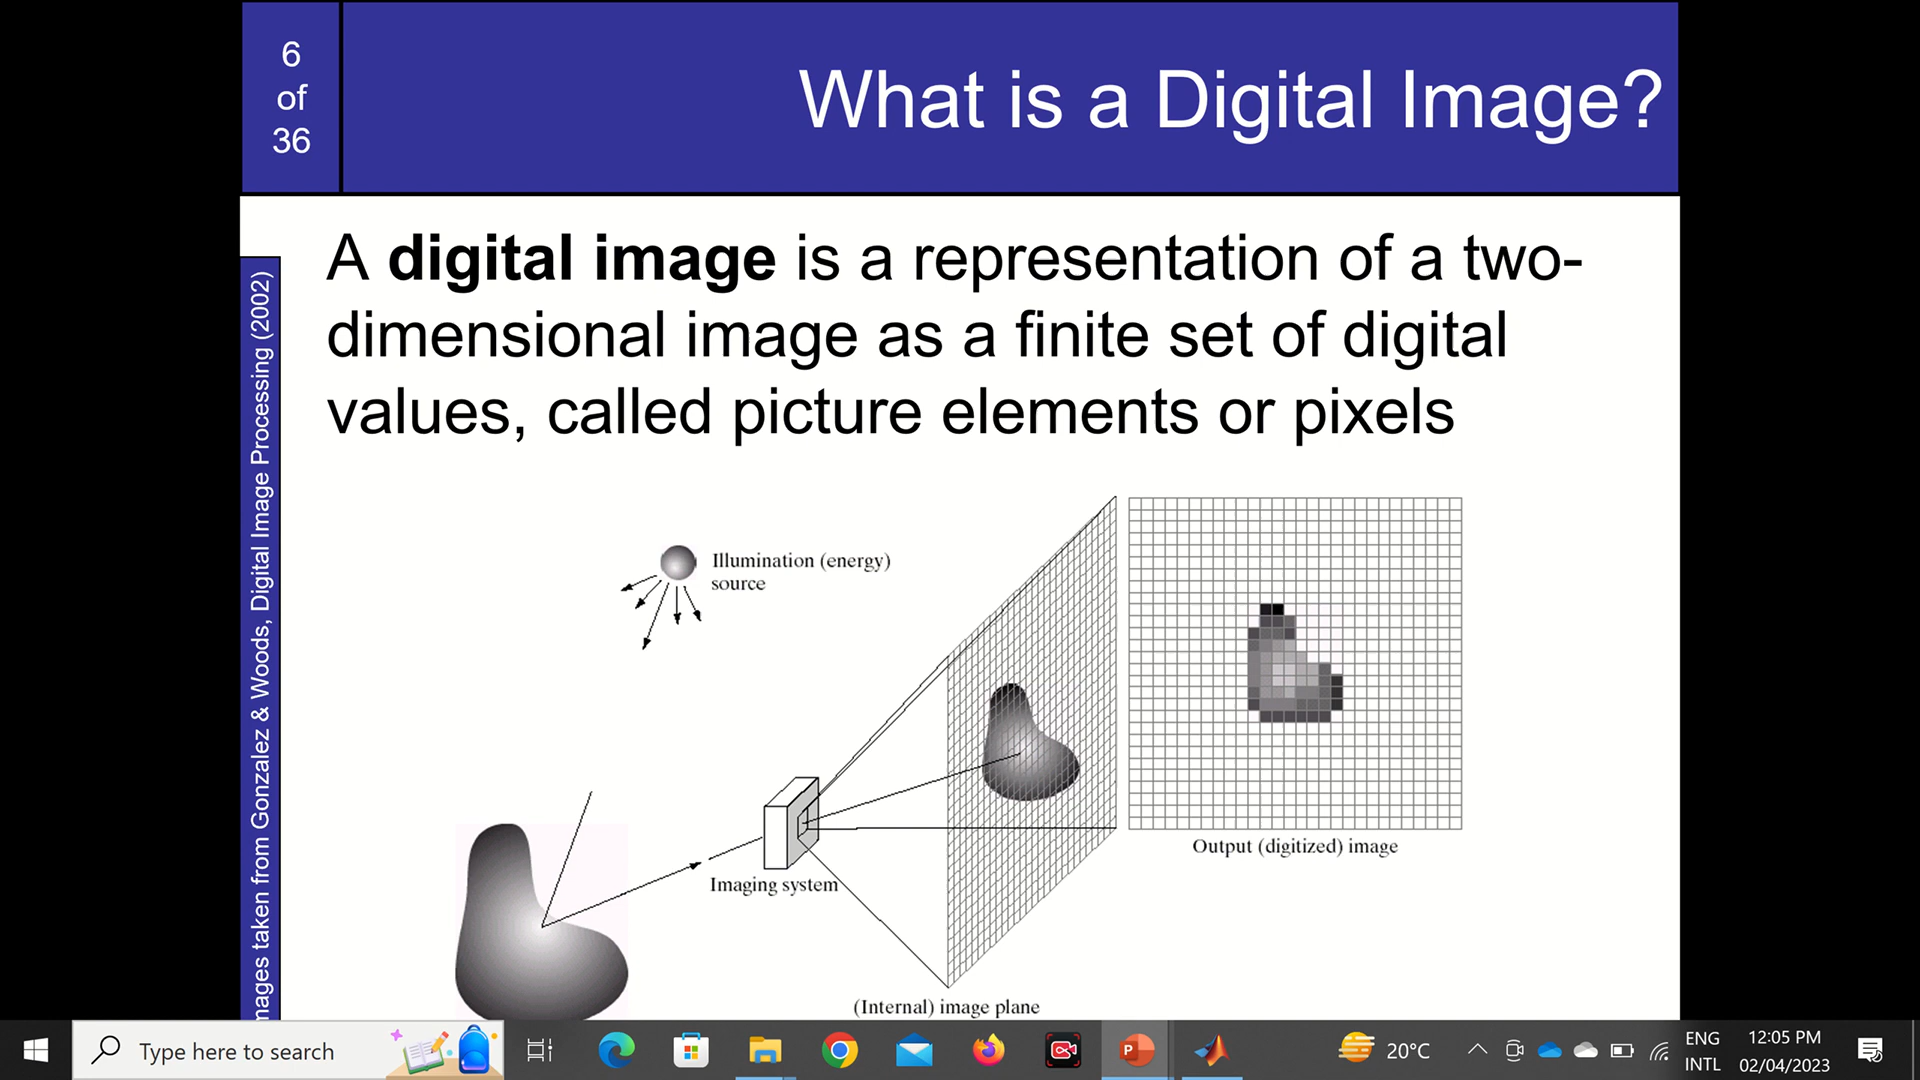 6
of
36
What is a Digital Image?
mages taken from Gonzalez & Woods, Digital Image Processing (2002)
A digital image is a representation of a two-
dimensional image as a finite set of digital
values, called picture elements or pixels
Illumination (energy)
source
Output (digitized) image
Imaging system
(Internal) image plane
Type here to search
P
20°C
ENG
INTL
12:05 PM
02/04/2023